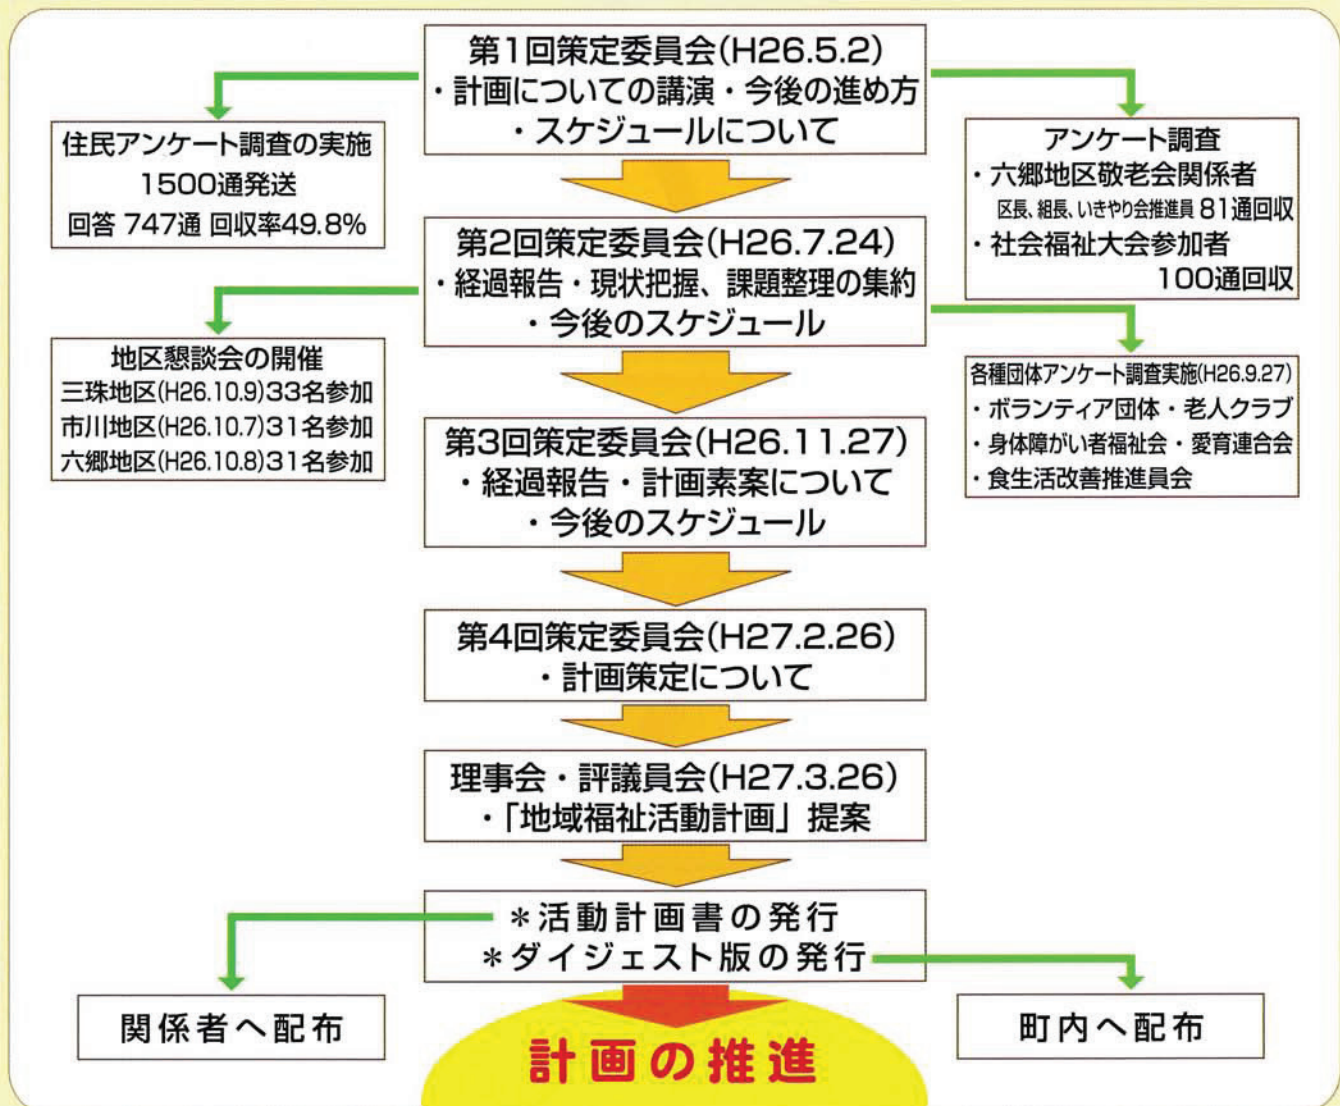 第1回策定委員会(H26.5.2)
・計画についての講演・今後の進め方
・スケジュールについて
住民アンケート調査の実施
1500通発送
回答 747通 回収率49.8%
アンケート調査
・六郷地区敬老会関係者
区長、組長、いきやり会推進員 81通回収
・社会福祉大会参加者
100通回収
第2回策定委員会(H26.7.24)
・経過報告・現状把握、課題整理の集約
・今後のスケジュール
地区懇談会の開催
三珠地区(H26.10.9)33名参加
市川地区(H26.10.7)31名参加
六郷地区(H26.10.8)31名参加
各種団体アンケート調査実施(H26.9.27)
・ボランティア団体・老人クラブ
・身体障がい者福祉会・愛育連合会
・食生活改善推進員会
第3回策定委員会(H26.11.27)
・経過報告・計画素案について
・今後のスケジュール
第4回策定委員会(H27.2.26)
・計画策定について
理事会・評議員会(H27.3.26)
・「地域福祉活動計画」提案
＊活動計画書の発行
＊ダイジェスト版の発行
関係者へ配布
町内へ配布
計画の推進